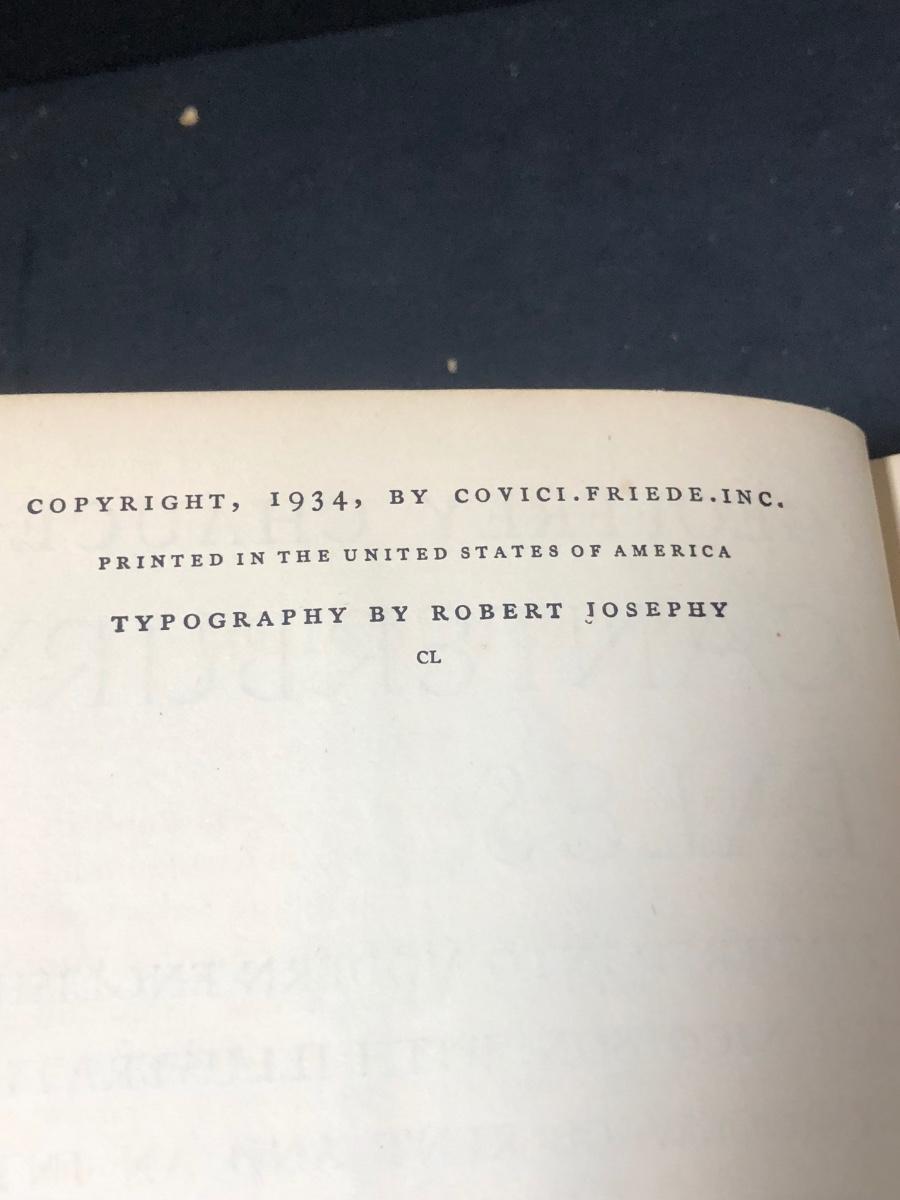 COPYRIGHT, 1934, BY COVICI.FRIEDE.INC.
PRINTED IN THE UNITED STATES OF AMERICA
TYPOGRAPHY BY ROBERT JOSEPHY
CL